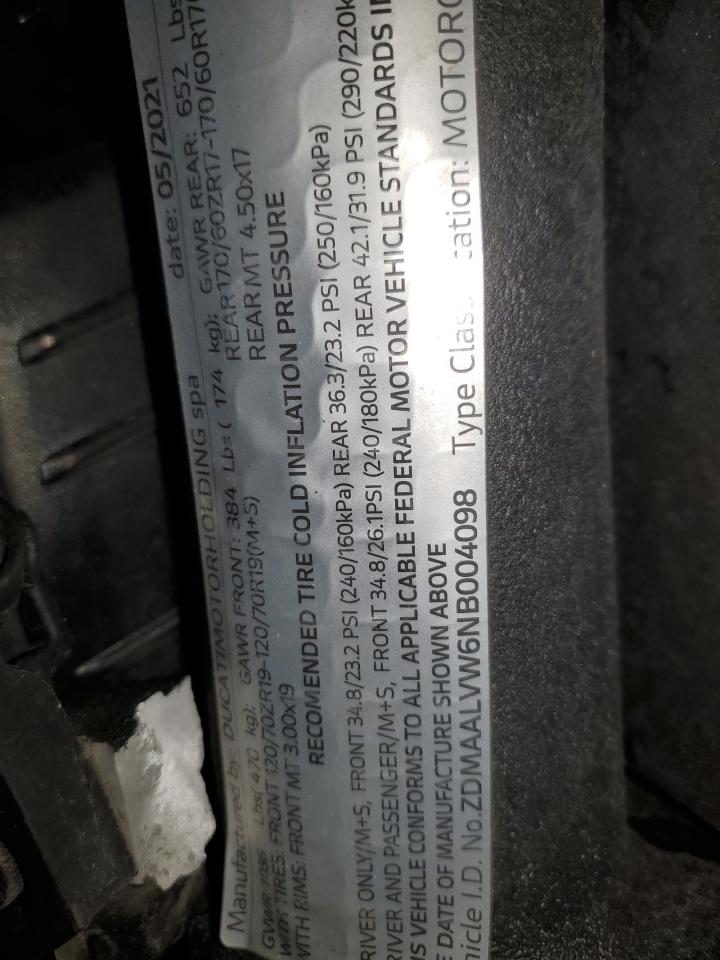 Manufactured by: DUCATIMOTORHOLDING spa date: 05/2021
GVWR Lbs( 470 kg); GAWR FRONT: 384 Lbs( 174 kg); GAWR REAR: 652 Lbs
WITH TIRES: FRONT 120/70ZR19-120/70R19(M+S) REAR170/60ZR17-170/60R17
WITH RIMS: FRONT MT 3.00x19 REARMT 4.50x17
RECOMENDED TIRE COLD INFLATION PRESSURE
RIVER ONLY/M+S, FRONT 34.8/23.2 PSI (240/160kPa) REAR 36.3/23.2 PSI (250/160kPa)
RIVER AND PASSENGER/M+S, FRONT 34.8/26.1PSI (240/180kPa) REAR 42.1/31.9 PSI (290/220k
IS VEHICLE CONFORMS TO ALL APPLICABLE FEDERAL MOTOR VEHICLE STANDARDS I
E DATE OF MANUFACTURE SHOWN ABOVE
hicle I.D. No.ZDMAALVW6NB004098 Type Clas cation: MOTORC